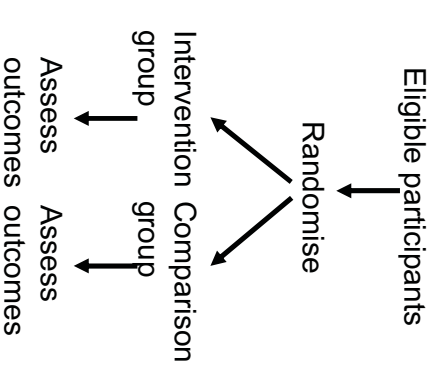 Eligible participants
Randomise
Intervention
group
Comparison
group
Assess
outcomes
Assess
outcomes